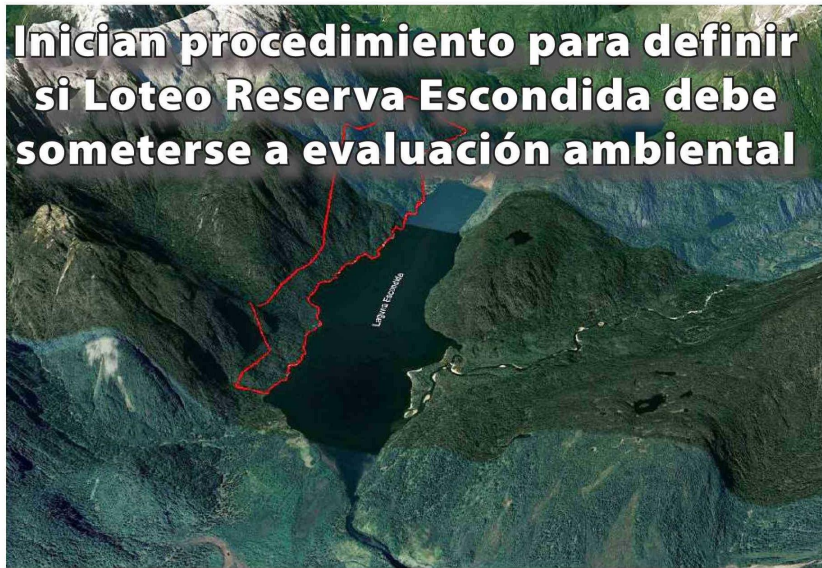 Inician procedimiento para definir
si Loteo Reserva Escondida debe
someterse a evaluación ambiental
Laguna Escondida